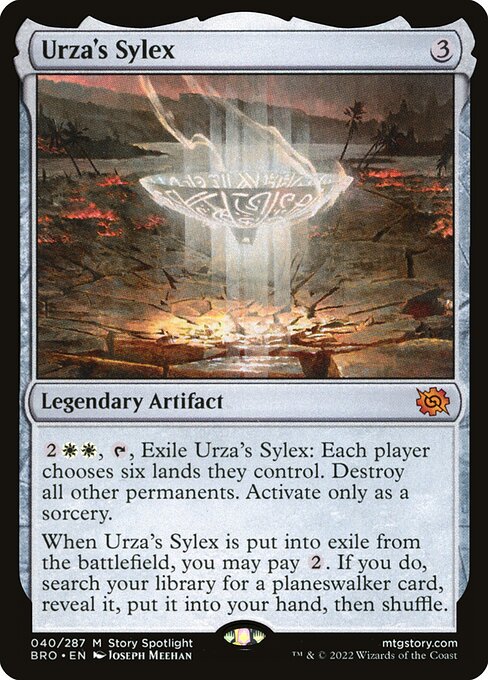 Urza's Sylex 3
Legendary Artifact
2, Exile Urza's Sylex: Each player
chooses six lands they control. Destroy
all other permanents. Activate only as a
sorcery.
When Urza's Sylex is put into exile from
the battlefield, you may pay 2. If you do,
search your library for a planeswalker card,
reveal it, put it into your hand, then shuffle.
040/287 M Story Spotlight mtgstory.com
BRO • EN Joseph Meehan ™ & © 2022 Wizards of the Coast